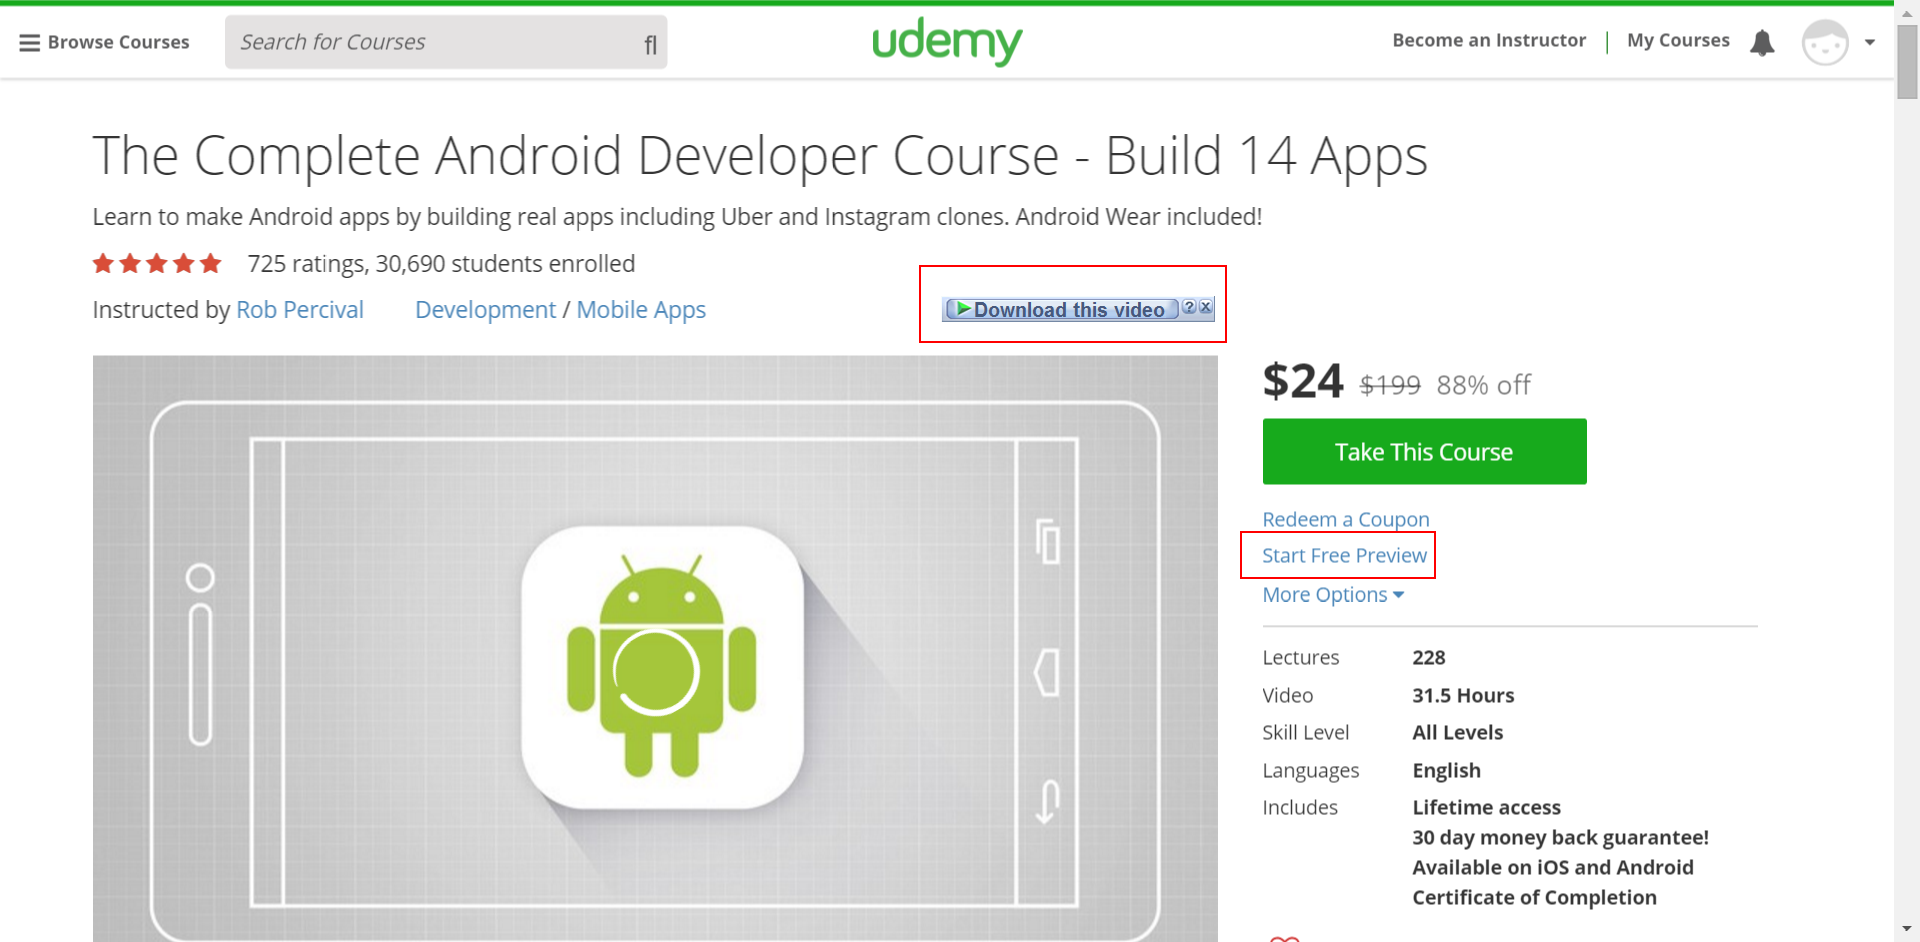 Browse Courses
Search for Courses
ﬂ
udemy
Become an Instructor
My Courses
The Complete Android Developer Course - Build 14 Apps
Learn to make Android apps by building real apps including Uber and Instagram clones. Android Wear included!
725 ratings, 30,690 students enrolled
Instructed by Rob Percival Development / Mobile Apps
Download this video ? x
$24 $199 88% off
Take This Course
Redeem a Coupon
Start Free Preview
More Options
Lectures 228
Video 31.5 Hours
Skill Level All Levels
Languages English
Includes Lifetime access
30 day money back guarantee!
Available on iOS and Android
Certificate of Completion